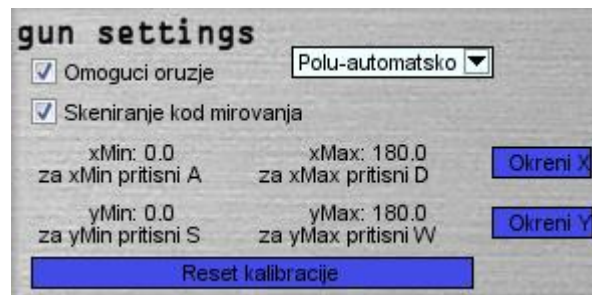 gun settings
Omoguci oruzje
Polu-automatsko
Skeniranje kod mirovanja
xMin: 0.0
za xMin pritisni A
xMax: 180.0
za xMax pritisni D
Okreni X
yMin: 0.0
za yMin pritisni S
yMax: 180.0
za yMax pritisni W
Okreni Y
Reset kalibracije